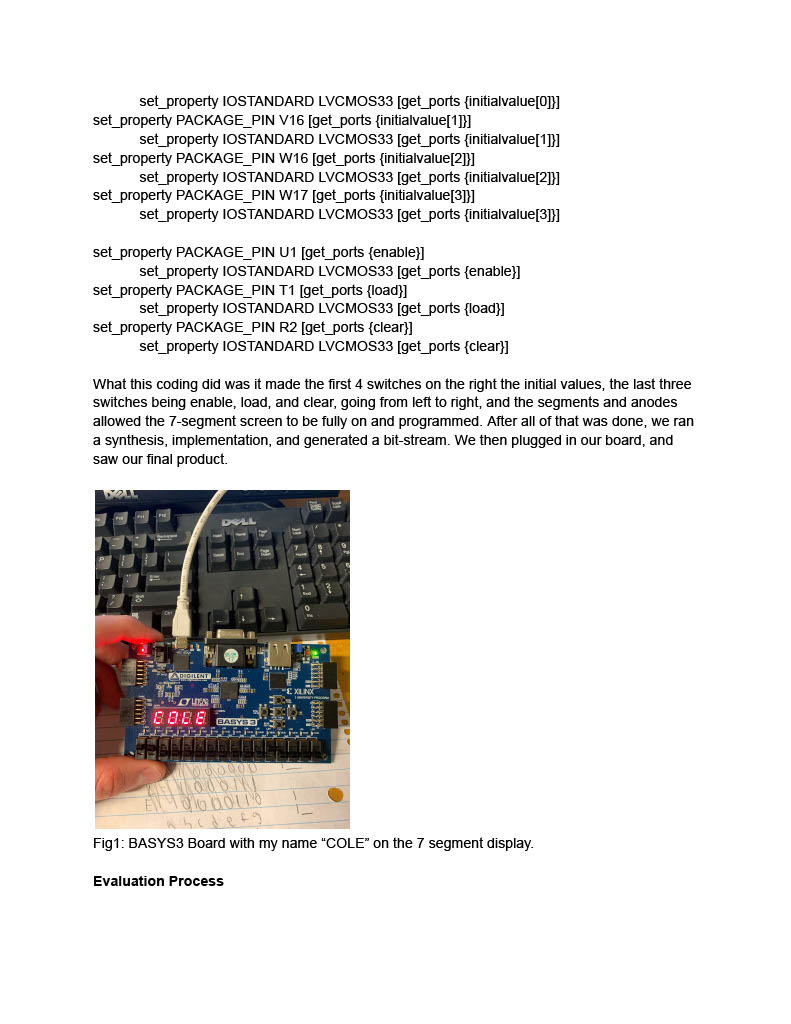 set_property IOSTANDARD LVCMOS33 [get_ports {initialvalue[0]}]
set_property PACKAGE_PIN V16 [get_ports {initialvalue[1]}]
set_property IOSTANDARD LVCMOS33 [get_ports {initialvalue[1]}]
set_property PACKAGE_PIN W16 [get_ports {initialvalue[2]}]
set_property IOSTANDARD LVCMOS33 [get_ports {initialvalue[2]}]
set_property PACKAGE_PIN W17 [get_ports {initialvalue[3]}]
set_property IOSTANDARD LVCMOS33 [get_ports {initialvalue[3]}]
set_property PACKAGE_PIN U1 [get_ports {enable}]
set_property IOSTANDARD LVCMOS33 [get_ports {enable}]
set_property PACKAGE_PIN T1 [get_ports {load}]
set_property IOSTANDARD LVCMOS33 [get_ports {load}]
set_property PACKAGE_PIN R2 [get_ports {clear}]
set_property IOSTANDARD LVCMOS33 [get_ports {clear}]
What this coding did was it made the first 4 switches on the right the initial values, the last three
switches being enable, load, and clear, going from left to right, and the segments and anodes
allowed the 7-segment screen to be fully on and programmed. After all of that was done, we ran
a synthesis, implementation, and generated a bit-stream. We then plugged in our board, and
saw our final product.
DELL
DELL
DIGILENT
XILINX
LINEAR
COLE
BASYS 3
a b c d e f g
Fig1: BASYS3 Board with my name “COLE” on the 7 segment display.
Evaluation Process